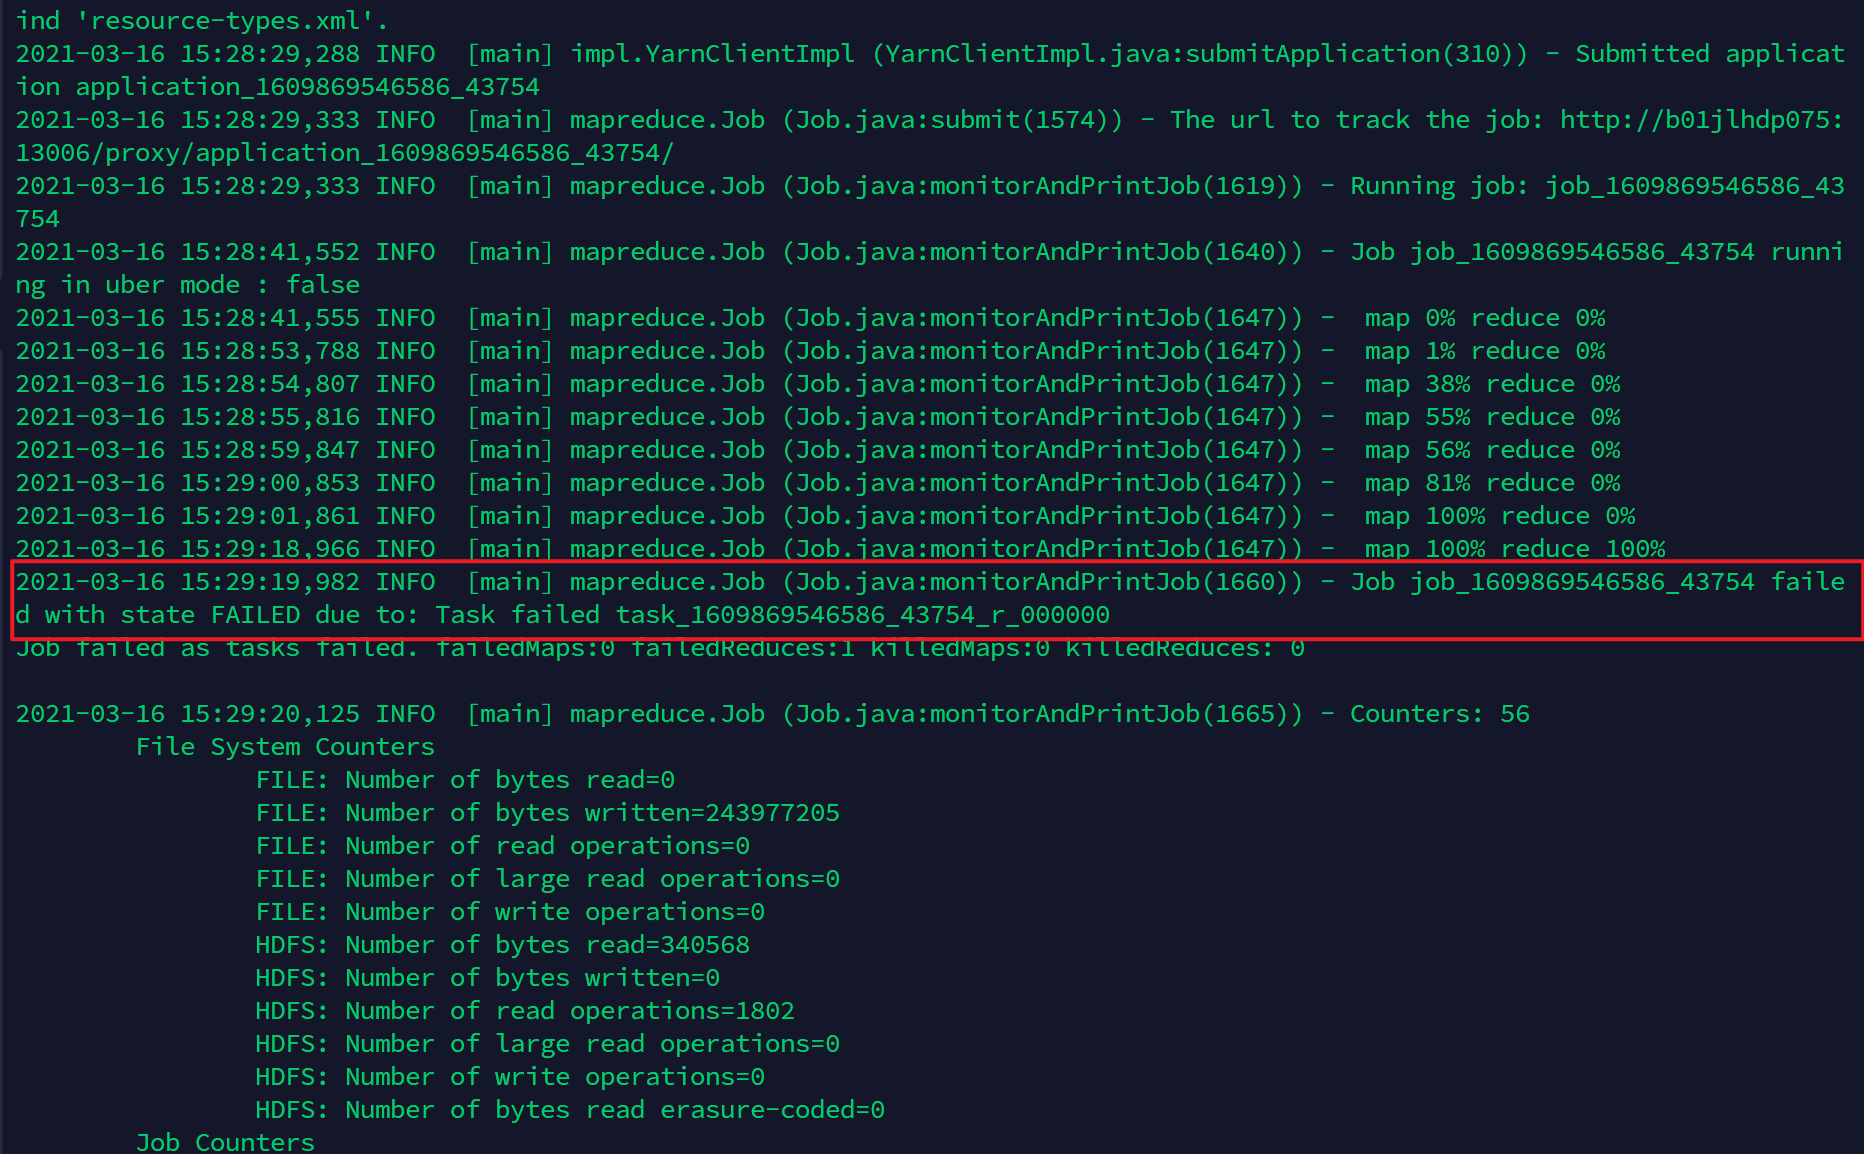 ind 'resource-types.xml'.
2021-03-16 15:28:29,288 INFO  [main] impl.YarnClientImpl (YarnClientImpl.java:submitApplication(310)) - Submitted applicat
ion application_1609869546586_43754
2021-03-16 15:28:29,333 INFO  [main] mapreduce.Job (Job.java:submit(1574)) - The url to track the job: http://b01jlhdp075:
13006/proxy/application_1609869546586_43754/
2021-03-16 15:28:29,333 INFO  [main] mapreduce.Job (Job.java:monitorAndPrintJob(1619)) - Running job: job_1609869546586_43
754
2021-03-16 15:28:41,552 INFO  [main] mapreduce.Job (Job.java:monitorAndPrintJob(1640)) - Job job_1609869546586_43754 runni
ng in uber mode : false
2021-03-16 15:28:41,555 INFO  [main] mapreduce.Job (Job.java:monitorAndPrintJob(1647)) -  map 0% reduce 0%
2021-03-16 15:28:53,788 INFO  [main] mapreduce.Job (Job.java:monitorAndPrintJob(1647)) -  map 1% reduce 0%
2021-03-16 15:28:54,807 INFO  [main] mapreduce.Job (Job.java:monitorAndPrintJob(1647)) -  map 38% reduce 0%
2021-03-16 15:28:55,816 INFO  [main] mapreduce.Job (Job.java:monitorAndPrintJob(1647)) -  map 55% reduce 0%
2021-03-16 15:28:59,847 INFO  [main] mapreduce.Job (Job.java:monitorAndPrintJob(1647)) -  map 56% reduce 0%
2021-03-16 15:29:00,853 INFO  [main] mapreduce.Job (Job.java:monitorAndPrintJob(1647)) -  map 81% reduce 0%
2021-03-16 15:29:01,861 INFO  [main] mapreduce.Job (Job.java:monitorAndPrintJob(1647)) -  map 100% reduce 0%
2021-03-16 15:29:18,966 INFO  [main] mapreduce.Job (Job.java:monitorAndPrintJob(1647)) -  map 100% reduce 100%
2021-03-16 15:29:19,982 INFO  [main] mapreduce.Job (Job.java:monitorAndPrintJob(1660)) - Job job_1609869546586_43754 faile
d with state FAILED due to: Task failed task_1609869546586_43754_r_000000
Job failed as tasks failed. failedMaps:0 failedReduces:1 killedMaps:0 killedReduces: 0
2021-03-16 15:29:20,125 INFO  [main] mapreduce.Job (Job.java:monitorAndPrintJob(1665)) - Counters: 56
File System Counters
FILE: Number of bytes read=0
FILE: Number of bytes written=243977205
FILE: Number of read operations=0
FILE: Number of large read operations=0
FILE: Number of write operations=0
HDFS: Number of bytes read=340568
HDFS: Number of bytes written=0
HDFS: Number of read operations=1802
HDFS: Number of large read operations=0
HDFS: Number of write operations=0
HDFS: Number of bytes read erasure-coded=0
Job Counters